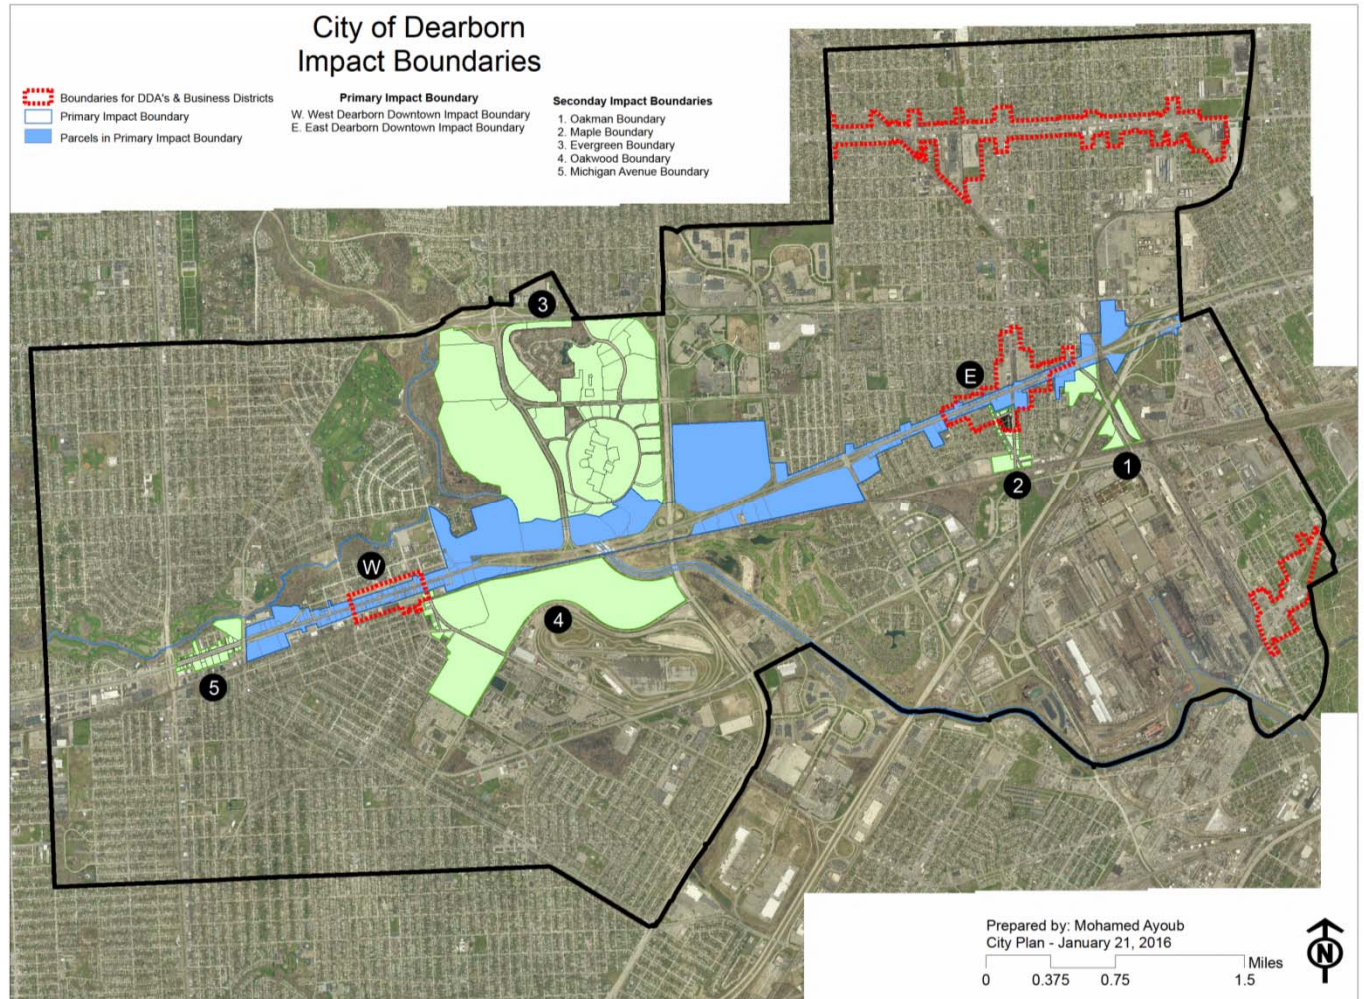 City of Dearborn
Impact Boundaries
Boundaries for DDA's & Business Districts
Primary Impact Boundary
Parcels in Primary Impact Boundary
Primary Impact Boundary
W. West Dearborn Downtown Impact Boundary
E. East Dearborn Downtown Impact Boundary
Seconday Impact Boundaries
1. Oakman Boundary
2. Maple Boundary
3. Evergreen Boundary
4. Oakwood Boundary
5. Michigan Avenue Boundary
3
E
1
2
W
4
5
Prepared by: Mohamed Ayoub
City Plan - January 21, 2016
Miles
0 0.375 0.75 1.5
N